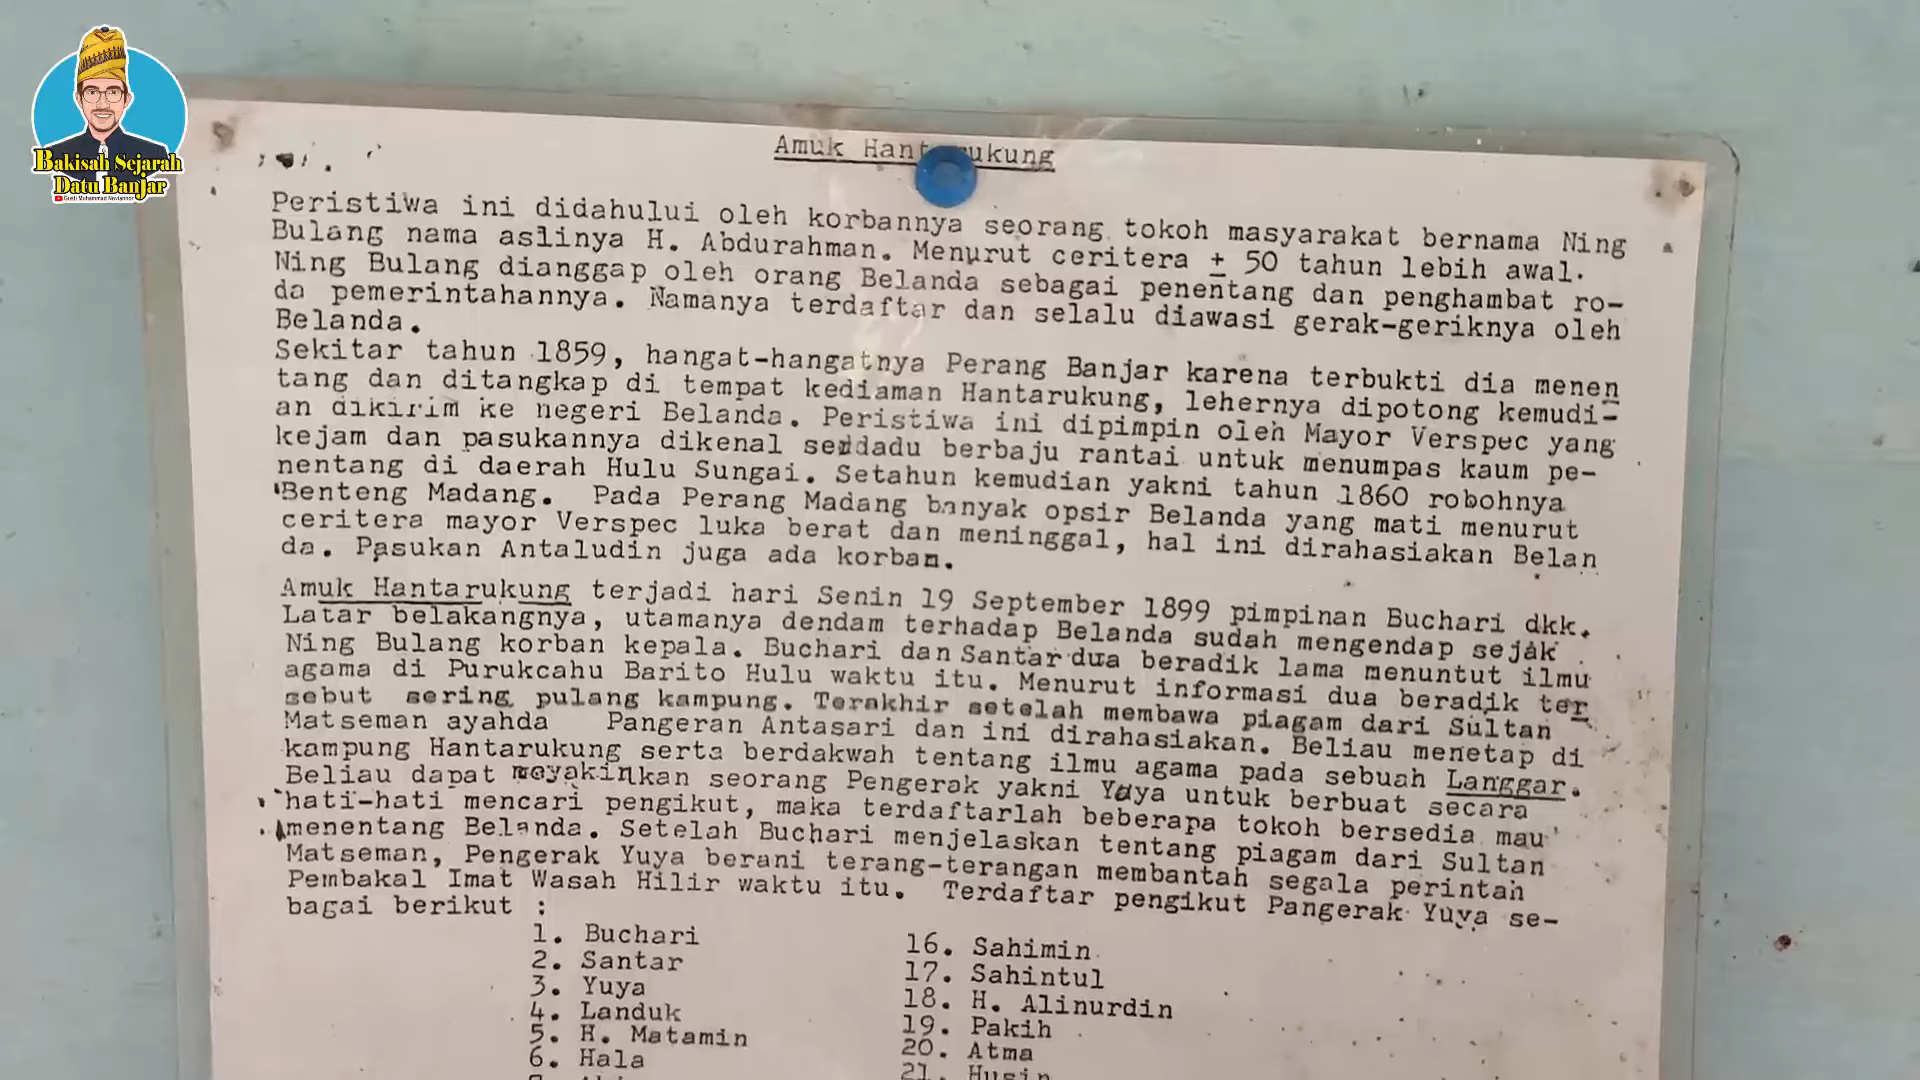 Bakisah Sejarah
Datu Banjar
Gusti Muhammad Noviannor
Amuk Hantarukung
Peristiwa ini didahului oleh korbannya seorang tokoh masyarakat bernama Ning
Bulang nama aslinya H. Abdurahman. Menurut ceritera ± 50 tahun lebih awal.
Ning Bulang dianggap oleh orang Belanda sebagai penentang dan penghambat ro-
da pemerintahannya. Namanya terdaftar dan selalu diawasi gerak-geriknya oleh
Belanda.
Sekitar tahun 1859, hangat-hangatnya Perang Banjar karena terbukti dia menen
tang dan ditangkap di tempat kediaman Hantarukung, lehernya dipotong kemudi-
an dikirim ke negeri Belanda. Peristiwa ini dipimpin oleh Mayor Verspec yang
kejam dan pasukannya dikenal serdadu berbaju rantai untuk menumpas kaum pe-
nentang di daerah Hulu Sungai. Setahun kemudian yakni tahun 1860 robohnya
Benteng Madang. Pada Perang Madang banyak opsir Belanda yang mati menurut
ceritera mayor Verspec luka berat dan meninggal, hal ini dirahasiakan Belan
da. Pasukan Antaludin juga ada korban.
Amuk Hantarukung terjadi hari Senin 19 September 1899 pimpinan Buchari dkk.
Latar belakangnya, utamanya dendam terhadap Belanda sudah mengendap sejak
Ning Bulang korban kepala. Buchari dan Santar dua beradik lama menuntut ilmu
agama di Purukcahu Barito Hulu waktu itu. Menurut informasi dua beradik ter
sebut sering pulang kampung. Terakhir setelah membawa piagam dari Sultan
Matseman ayahda Pangeran Antasari dan ini dirahasiakan. Beliau menetap di
kampung Hantarukung serta berdakwah tentang ilmu agama pada sebuah Langgar.
Beliau dapat meyakinkan seorang Pengerak yakni Yuya untuk berbuat secara
hati-hati mencari pengikut, maka terdaftarlah beberapa tokoh bersedia mau
menentang Belanda. Setelah Buchari menjelaskan tentang piagam dari Sultan
Matseman, Pengerak Yuya berani terang-terangan membantah segala perintah
Pembakal Imat Wasah Hilir waktu itu. Terdaftar pengikut Pangerak Yuya se-
bagai berikut :
1. Buchari
2. Santar
3. Yuya
4. Landuk
5. H. Matamin
6. Hala
16. Sahimin
17. Sahintul
18. H. Alinurdin
19. Pakih
20. Atma
21. Husin